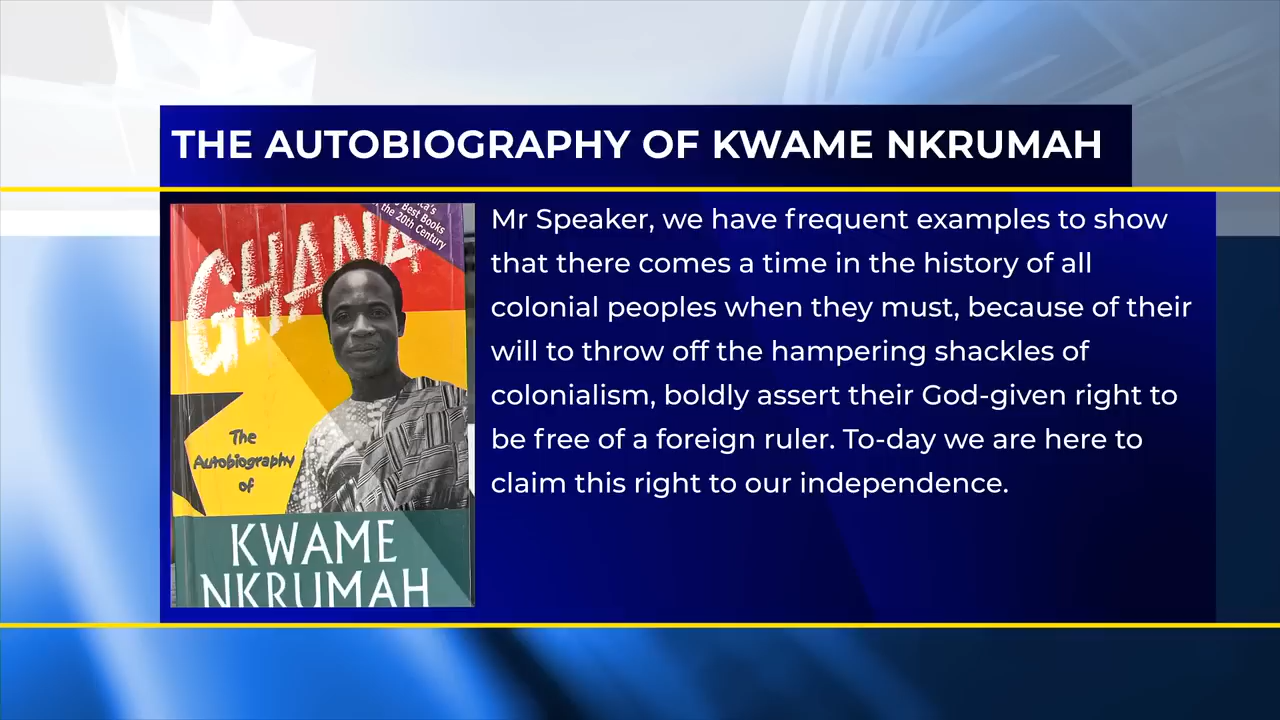 THE AUTOBIOGRAPHY OF KWAME NKRUMAH
Mr Speaker, we have frequent examples to show
that there comes a time in the history of all
colonial peoples when they must, because of their
will to throw off the hampering shackles of
colonialism, boldly assert their God-given right to
be free of a foreign ruler. To-day we are here to
claim this right to our independence.
Best Books
the 20th Century
GHANA
The
Autobiography
of
KWAME
NKRUMAH